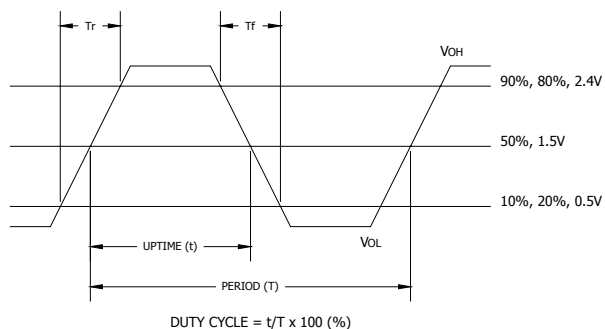 Tr
Tf
VOH
90%, 80%, 2.4V
50%, 1.5V
10%, 20%, 0.5V
UPTIME (t)
VOL
PERIOD (T)
DUTY CYCLE = t/T x 100 (%)